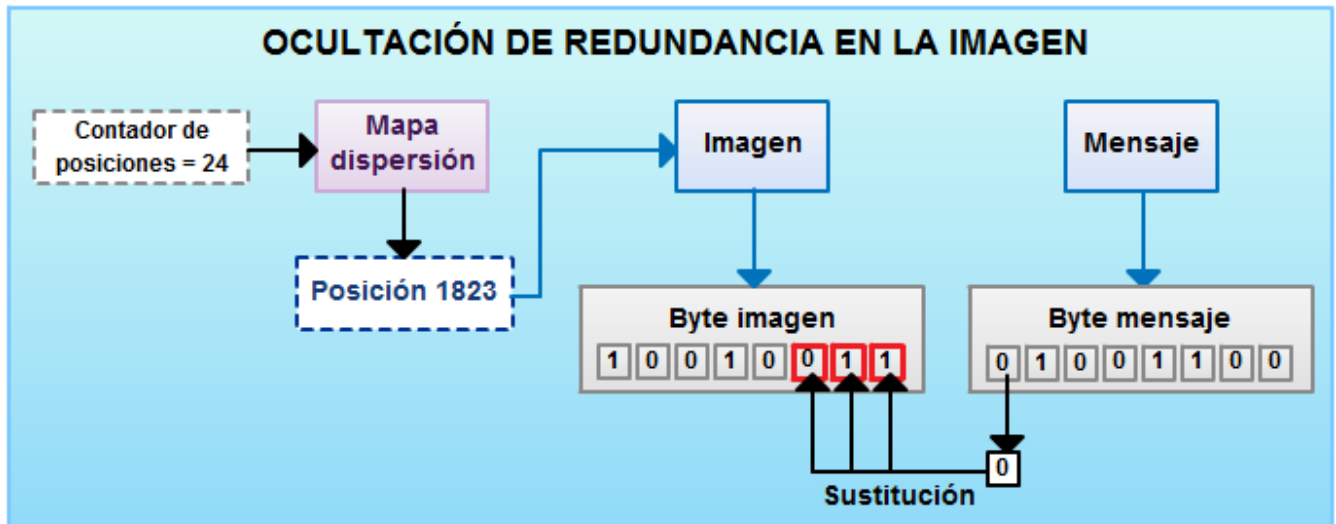 OCULTACIÓN DE REDUNDANCIA EN LA IMAGEN
Contador de
posiciones = 24
Mapa
dispersión
Imagen
Mensaje
Posición 1823
Byte imagen
1 0 0 1 0 0 1 1
Byte mensaje
0 1 0 0 1 1 0 0
0
Sustitución